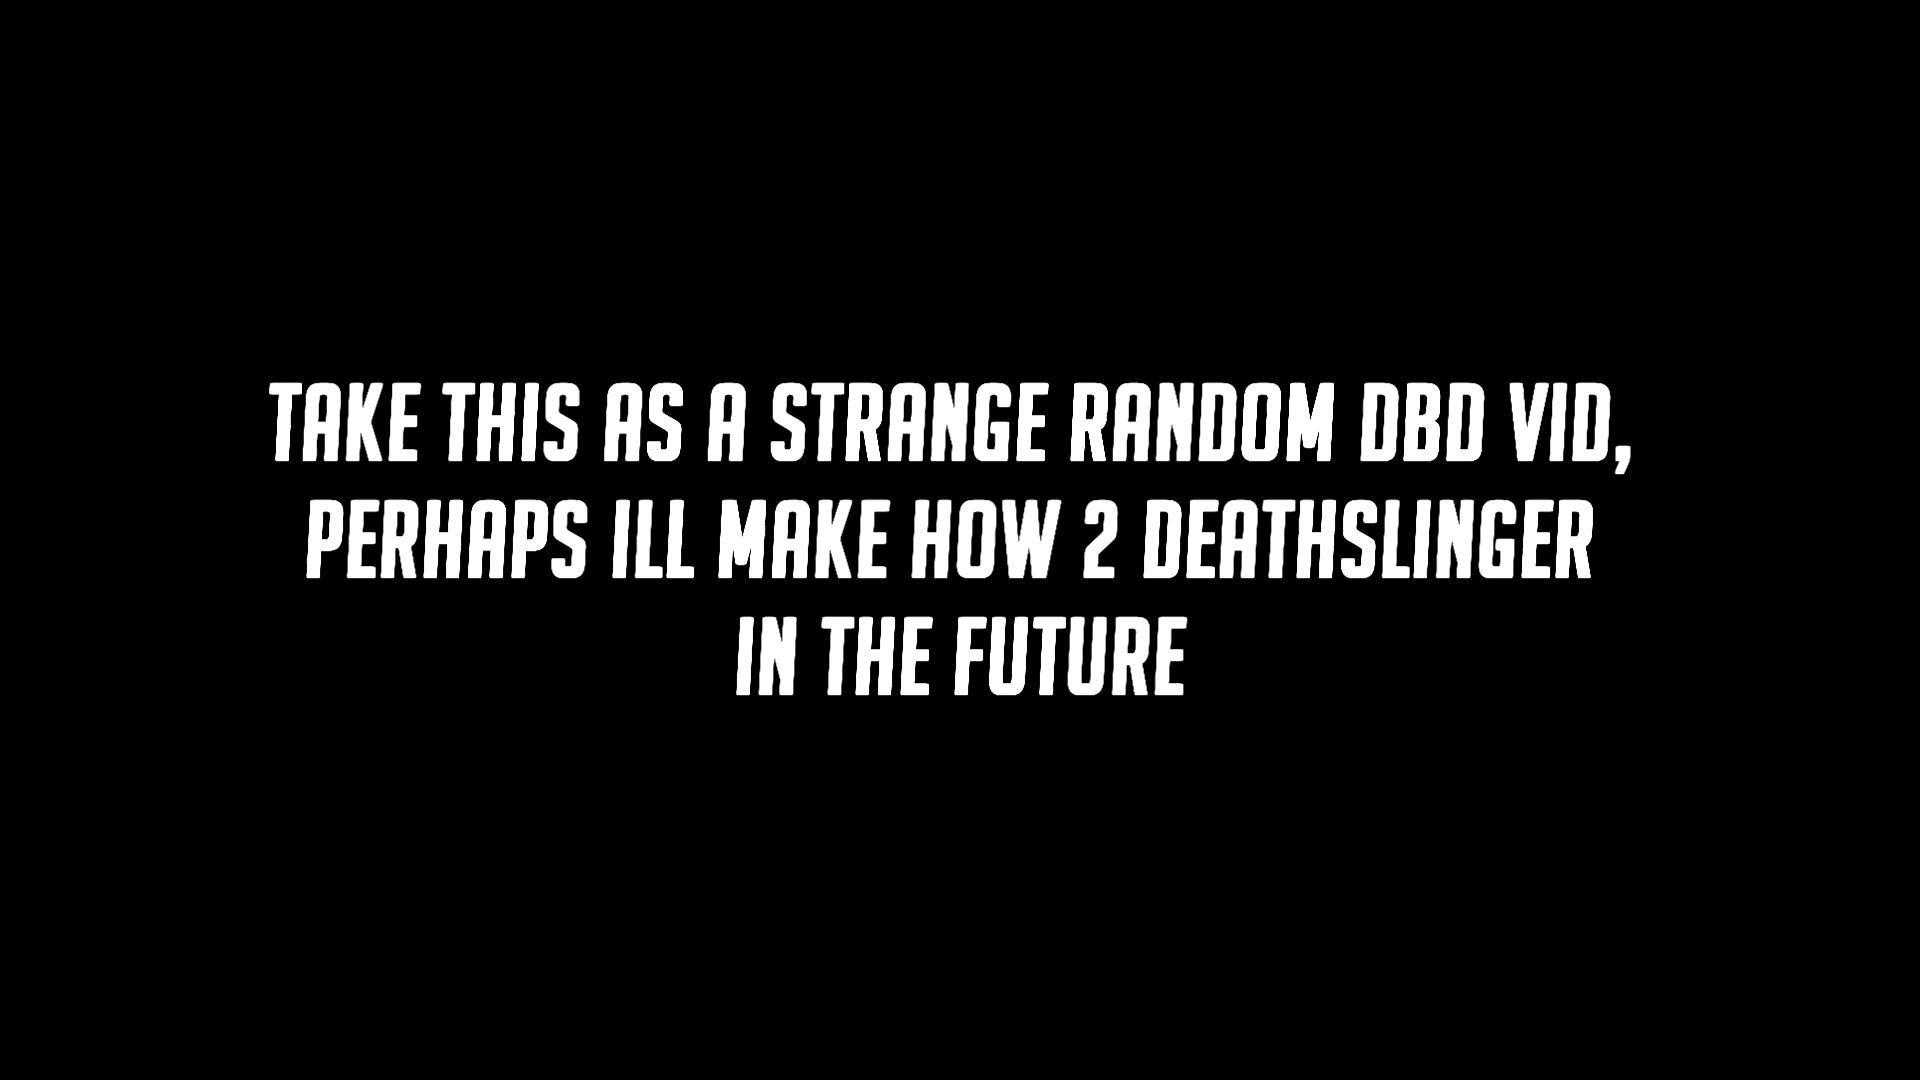 TAKE THIS AS A STRANGE RANDOM DBD VID,
PERHAPS ILL MAKE HOW 2 DEATHSLINGER
IN THE FUTURE